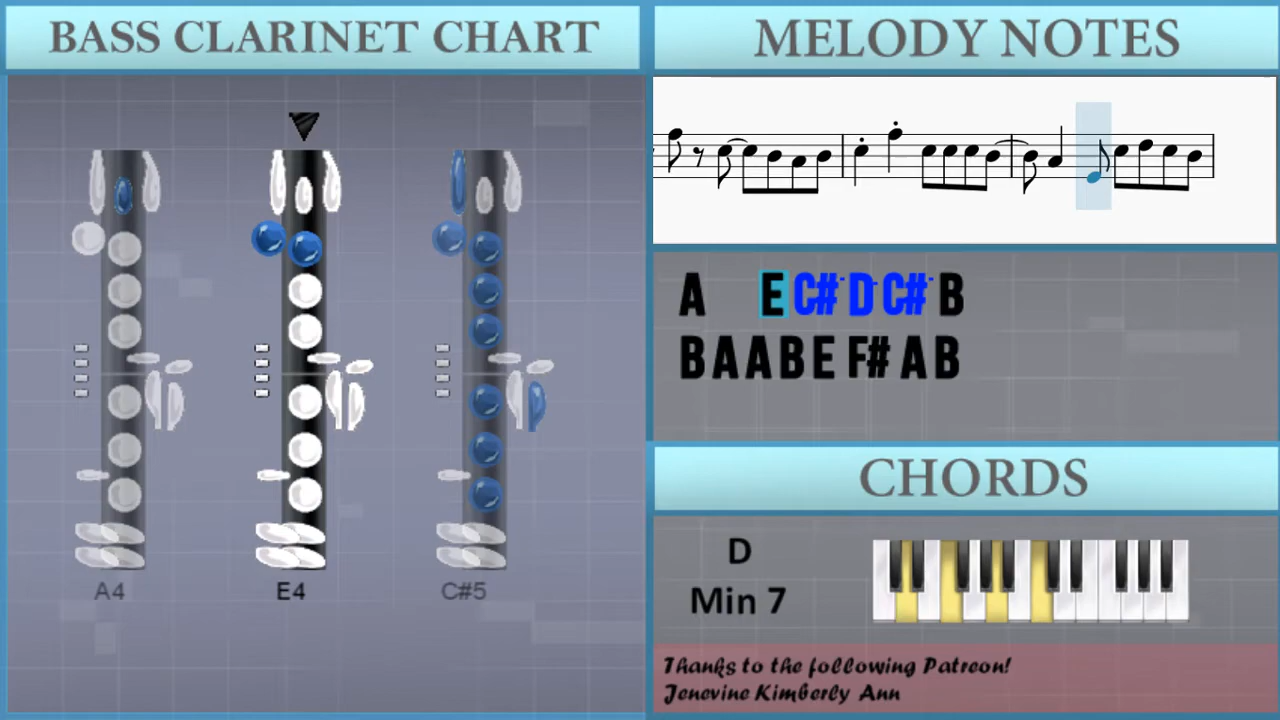 BASS CLARINET CHART
A4
E4
C#5
MELODY NOTES
A E C# D C# B
B A A B E F# A B
CHORDS
D
Min 7
Thanks to the following Patreon!
Jenevine Kimberly Ann